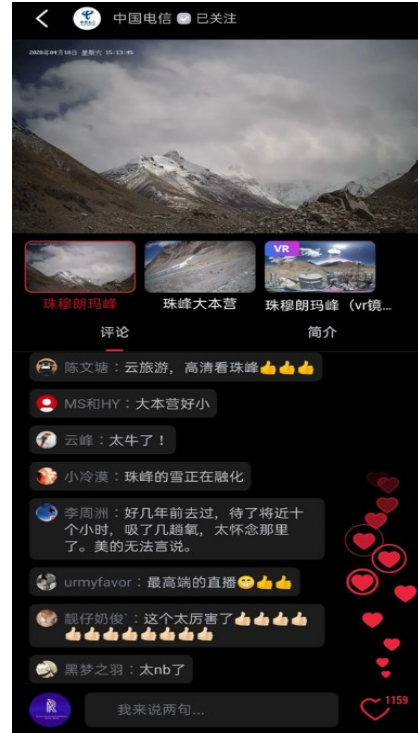 中国电信 已关注
2020年04月18日 星期六 15:13:45
VR
珠穆朗玛峰 珠峰大本营 珠穆朗玛峰（vr镜...
评论 简介
陈文塘：云旅游，高清看珠峰👍👍👍
MS和HY：大本营好小
云峰：太牛了！
小冷漠：珠峰的雪正在融化
李周洲：好几年前去过，待了将近十
个小时，吸了几趟氧，太怀念那里
了。美的无法言说。
urmyfavor：最高端的直播😁👍👍
靓仔奶俊`：这个太厉害了👍🏻👍🏻👍🏻👍🏻
👍🏻👍🏻👍🏻👍🏻👍🏻👍🏻👍🏻👍🏻
黑梦之羽：太nb了
我来说两句...
1159